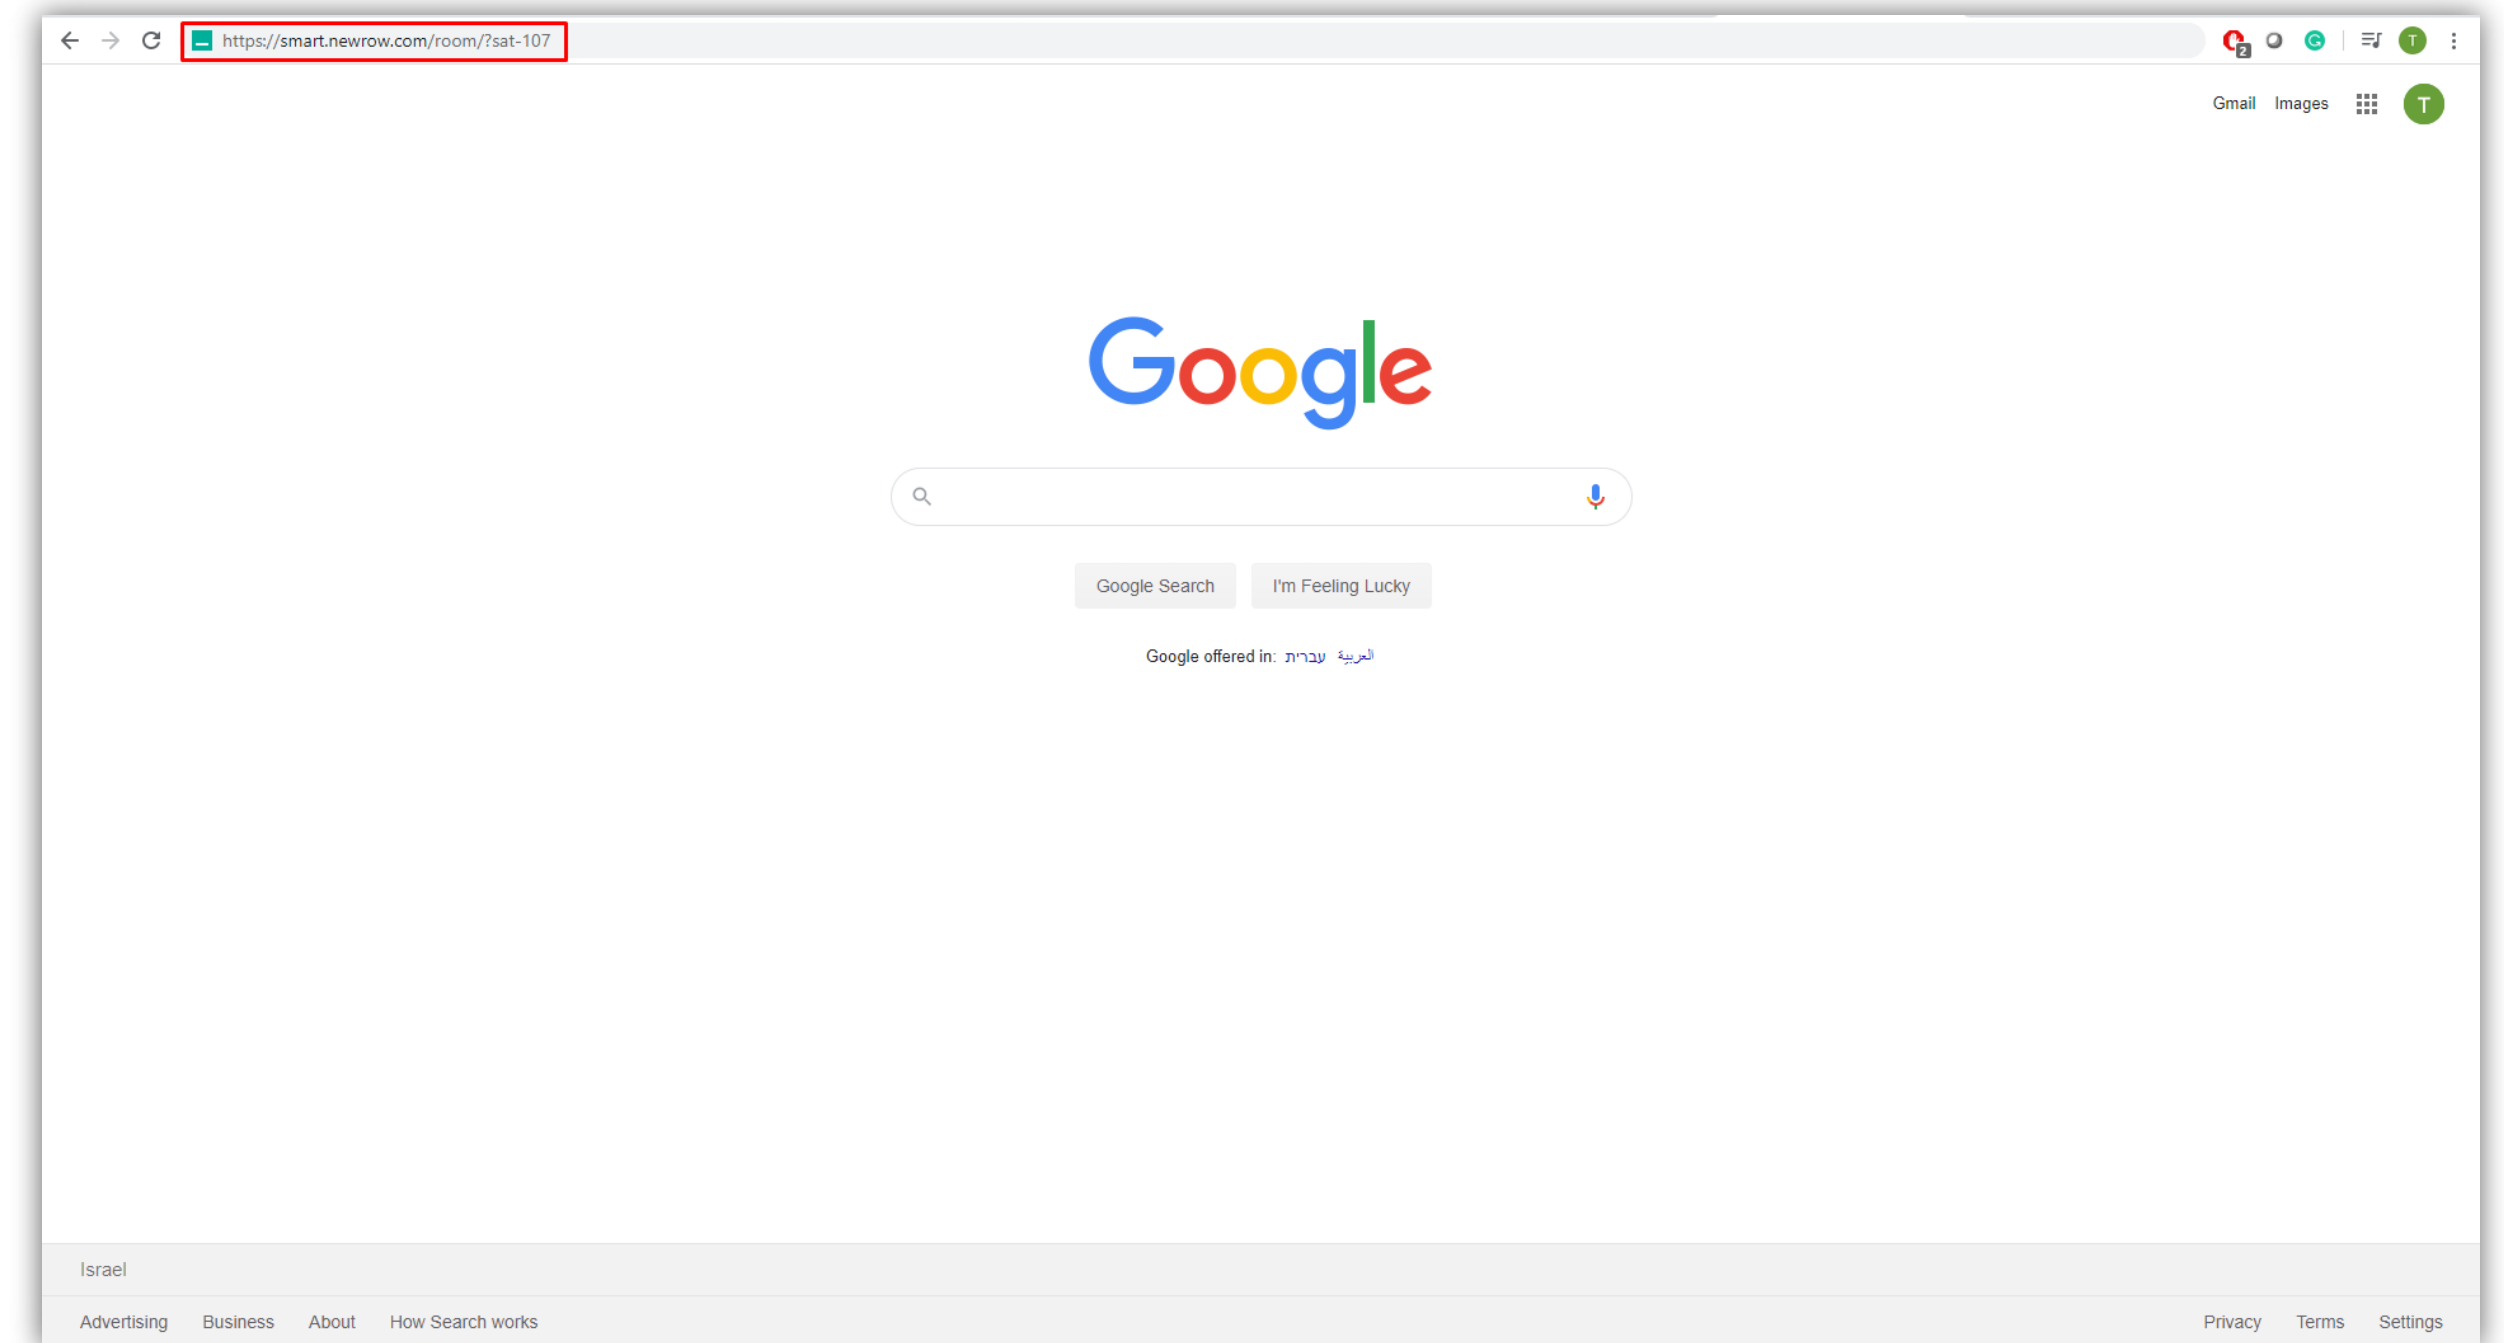 https://smart.newrow.com/room/?sat-107
2
G
T
Gmail Images
T
Google
Google Search I'm Feeling Lucky
Google offered in: עברית العربية
Israel
Advertising Business About How Search works Privacy Terms Settings